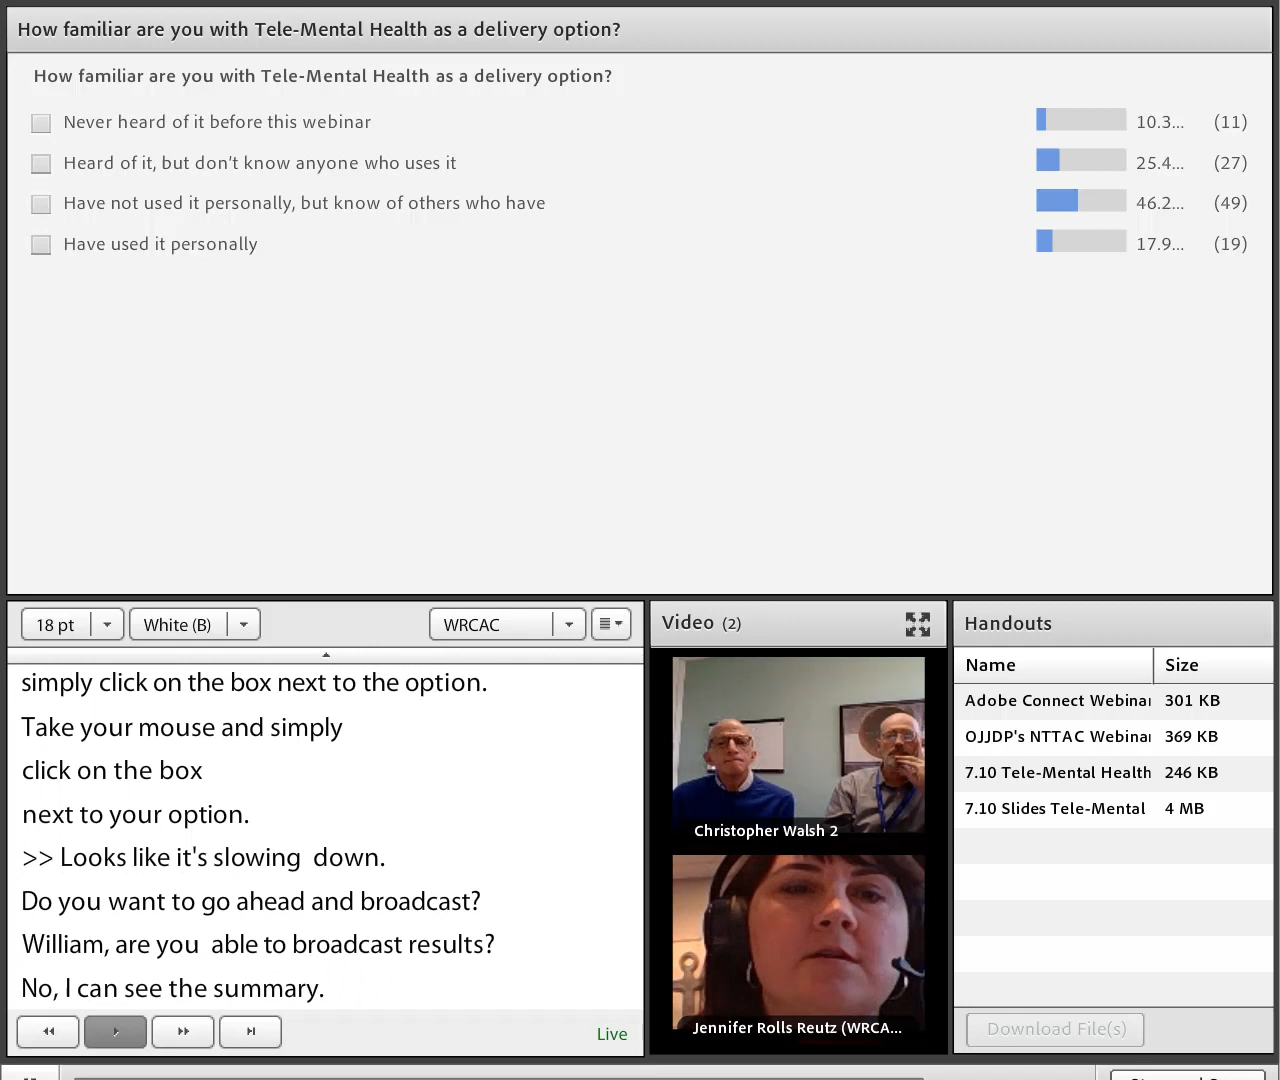 How familiar are you with Tele-Mental Health as a delivery option?
How familiar are you with Tele-Mental Health as a delivery option?
Never heard of it before this webinar 10.3... (11)
Heard of it, but don't know anyone who uses it 25.4... (27)
Have not used it personally, but know of others who have 46.2... (49)
Have used it personally 17.9... (19)
18 pt White (B) WRCAC
simply click on the box next to the option.
Take your mouse and simply
click on the box
next to your option.
>> Looks like it's slowing down.
Do you want to go ahead and broadcast?
William, are you able to broadcast results?
No, I can see the summary.
Live
Video (2)
Christopher Walsh 2
Jennifer Rolls Reutz (WRCA...
Handouts
Name Size
Adobe Connect Webinar 301 KB
OJJDP's NTTAC Webinar 369 KB
7.10 Tele-Mental Health 246 KB
7.10 Slides Tele-Mental 4 MB
Download File(s)